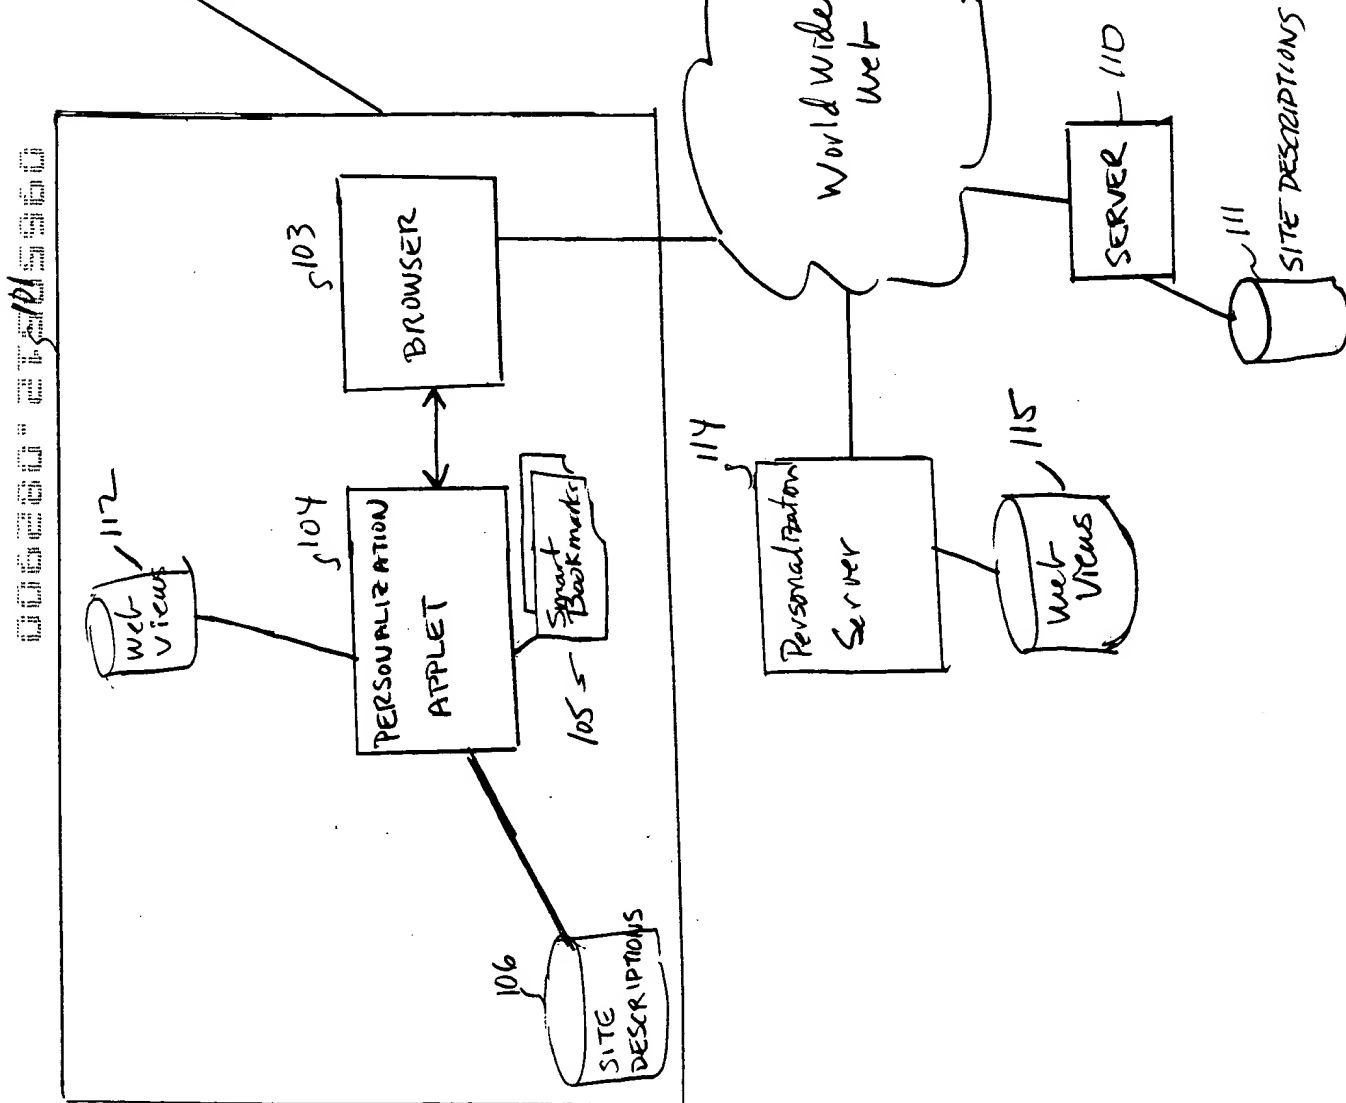 101
112
Web
Views
104
103
PERSONALIZATION
APPLET
BROWSER
106
SITE
DESCRIPTIONS
Smart
Bookmarks
105
114
Personalization
Server
World Wide
Web
115
Web
Views
110
SERVER
111
SITE DESCRIPTIONS